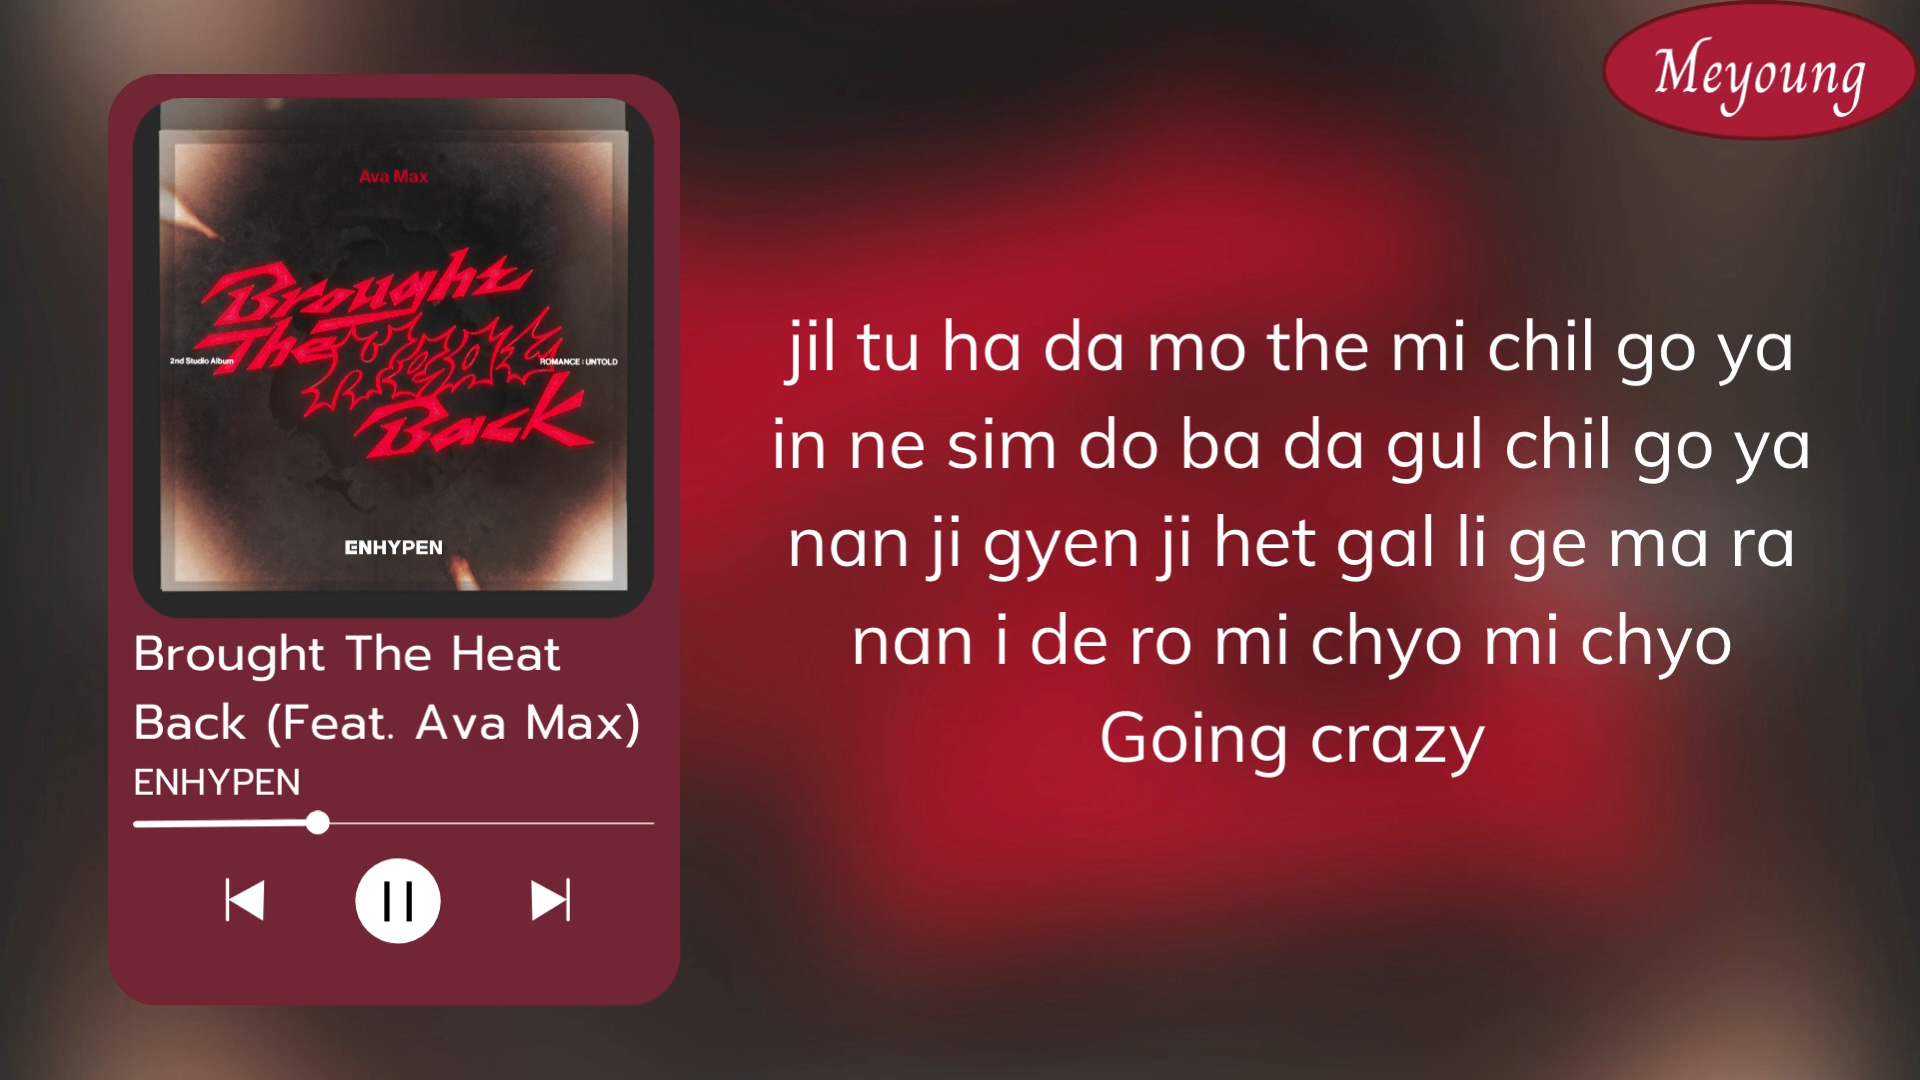 Meyoung
Ava Max
Brought
The Heat
Back
2nd Studio Album
ROMANCE : UNTOLD
ENHYPEN
Brought The Heat
Back (Feat. Ava Max)
ENHYPEN
jil tu ha da mo the mi chil go ya
in ne sim do ba da gul chil go ya
nan ji gyen ji het gal li ge ma ra
nan i de ro mi chyo mi chyo
Going crazy